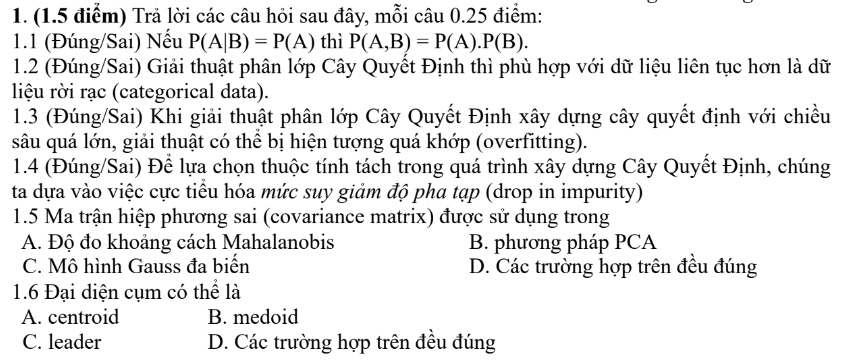 1. (1.5 điểm) Trả lời các câu hỏi sau đây, mỗi câu 0.25 điểm:
1.1 (Đúng/Sai) Nếu P(A|B) = P(A) thì P(A,B) = P(A).P(B).
1.2 (Đúng/Sai) Giải thuật phân lớp Cây Quyết Định thì phù hợp với dữ liệu liên tục hơn là dữ
liệu rời rạc (categorical data).
1.3 (Đúng/Sai) Khi giải thuật phân lớp Cây Quyết Định xây dựng cây quyết định với chiều
sâu quá lớn, giải thuật có thể bị hiện tượng quá khớp (overfitting).
1.4 (Đúng/Sai) Để lựa chọn thuộc tính tách trong quá trình xây dựng Cây Quyết Định, chúng
ta dựa vào việc cực tiểu hóa mức suy giảm độ pha tạp (drop in impurity)
1.5 Ma trận hiệp phương sai (covariance matrix) được sử dụng trong
A. Độ đo khoảng cách Mahalanobis B. phương pháp PCA
C. Mô hình Gauss đa biến D. Các trường hợp trên đều đúng
1.6 Đại diện cụm có thể là
A. centroid B. medoid
C. leader D. Các trường hợp trên đều đúng